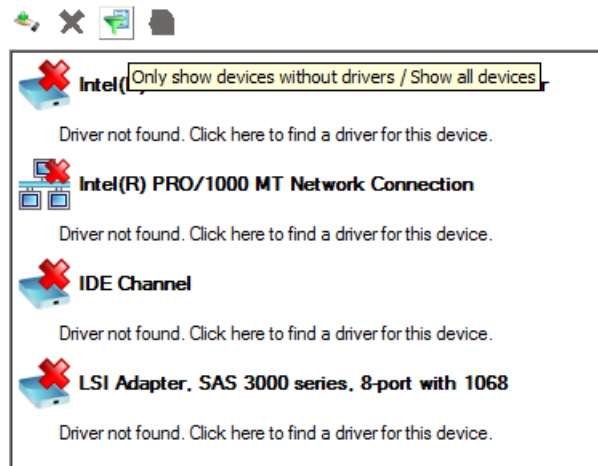 Only show devices without drivers / Show all devices
Intel( r
Driver not found. Click here to find a driver for this device.
Intel(R) PRO/1000 MT Network Connection
Driver not found. Click here to find a driver for this device.
IDE Channel
Driver not found. Click here to find a driver for this device.
LSI Adapter, SAS 3000 series, 8-port with 1068
Driver not found. Click here to find a driver for this device.